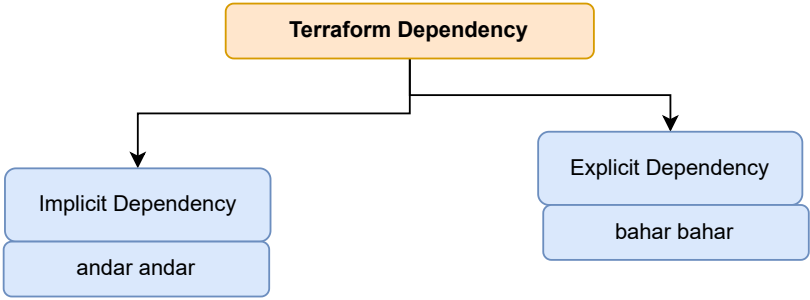 Terraform Dependency
Implicit Dependency
andar andar
Explicit Dependency
bahar bahar